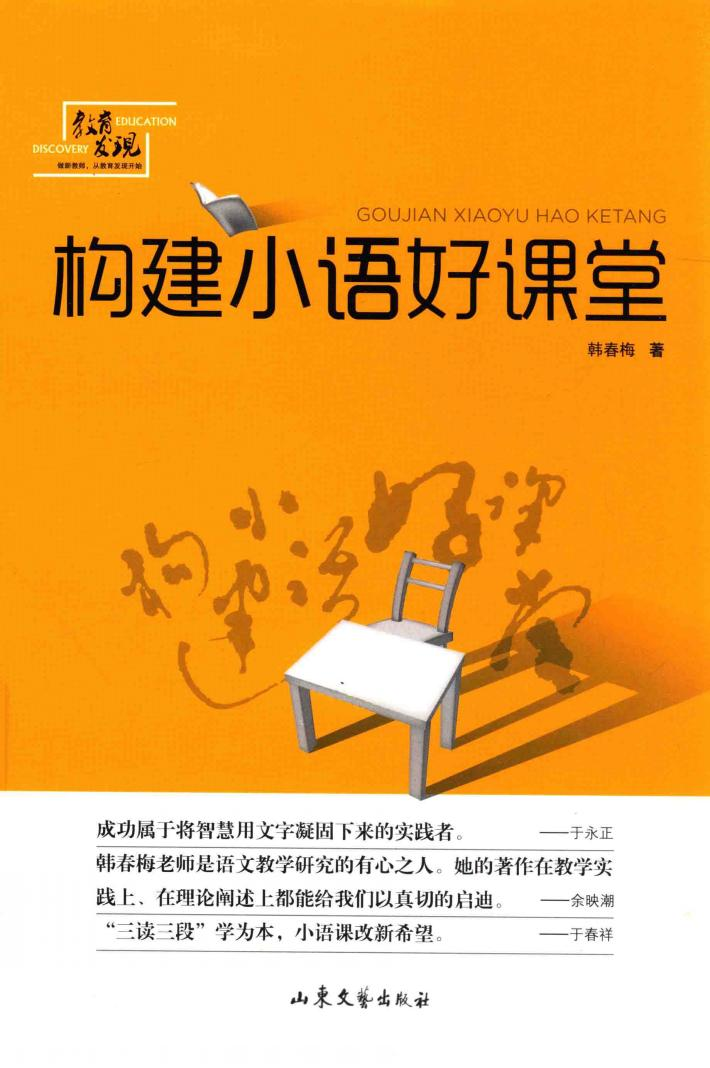 教育 EDUCATION
DISCOVERY 发现
做新教师，从教育发现开始
GOUJIAN XIAOYU HAO KETANG
构建小语好课堂
韩春梅 著
构建小语好课堂
成功属于将智慧用文字凝固下来的实践者。 ——于永正
韩春梅老师是语文教学研究的有心之人。她的著作在教学实
践上、在理论阐述上都能给我们以真切的启迪。 ——余映潮
“三读三段”学为本，小语课改新希望。 ——于春祥
山东文艺出版社